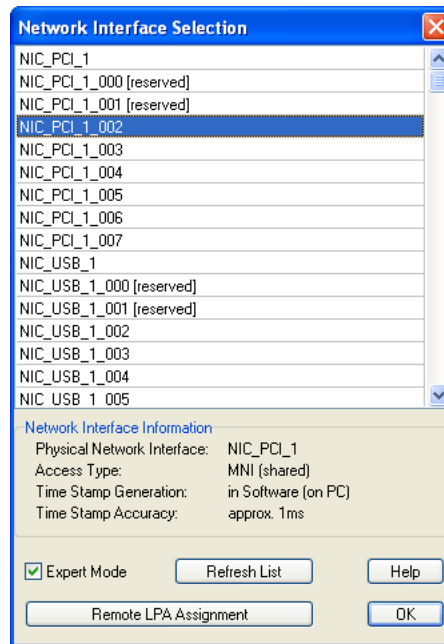 Network Interface Selection
NIC_PCI_1
NIC_PCI_1_000 [reserved]
NIC_PCI_1_001 [reserved]
NIC_PCI_1_002
NIC_PCI_1_003
NIC_PCI_1_004
NIC_PCI_1_005
NIC_PCI_1_006
NIC_PCI_1_007
NIC_USB_1
NIC_USB_1_000 [reserved]
NIC_USB_1_001 [reserved]
NIC_USB_1_002
NIC_USB_1_003
NIC_USB_1_004
NIC_USB_1_005
Network Interface Information
Physical Network Interface: NIC_PCI_1
Access Type: MNI (shared)
Time Stamp Generation: in Software (on PC)
Time Stamp Accuracy: approx. 1ms
Expert Mode Refresh List Help
Remote LPA Assignment OK